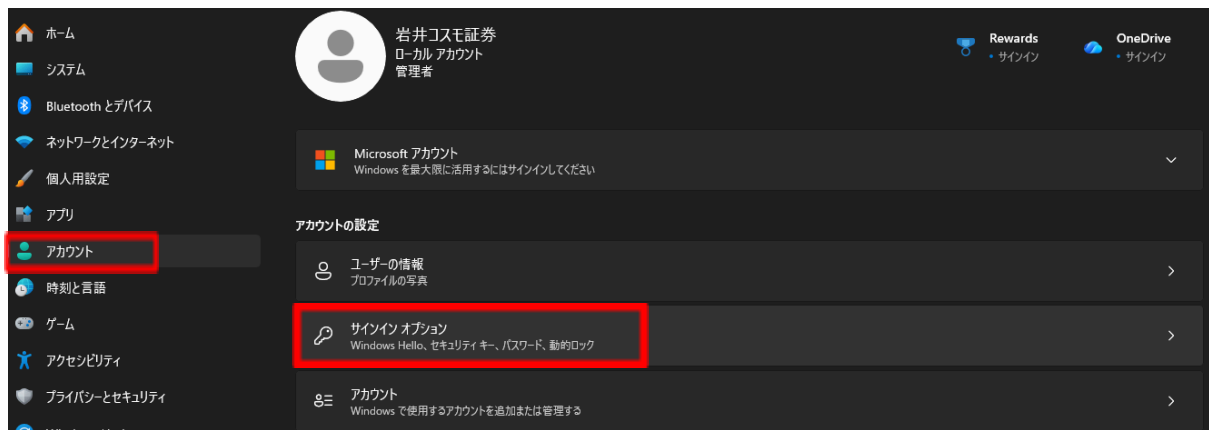 ホーム
システム
Bluetooth とデバイス
ネットワークとインターネット
個人用設定
アプリ
アカウント
時刻と言語
ゲーム
アクセシビリティ
プライバシーとセキュリティ
岩井コスモ証券
ローカル アカウント
管理者
Rewards
• サインイン
OneDrive
• サインイン
Microsoft アカウント
Windows を最大限に活用するにはサインインしてください
アカウントの設定
ユーザーの情報
プロファイルの写真
サインイン オプション
Windows Hello、セキュリティ キー、パスワード、動的ロック
アカウント
Windows で使用するアカウントを追加または管理する